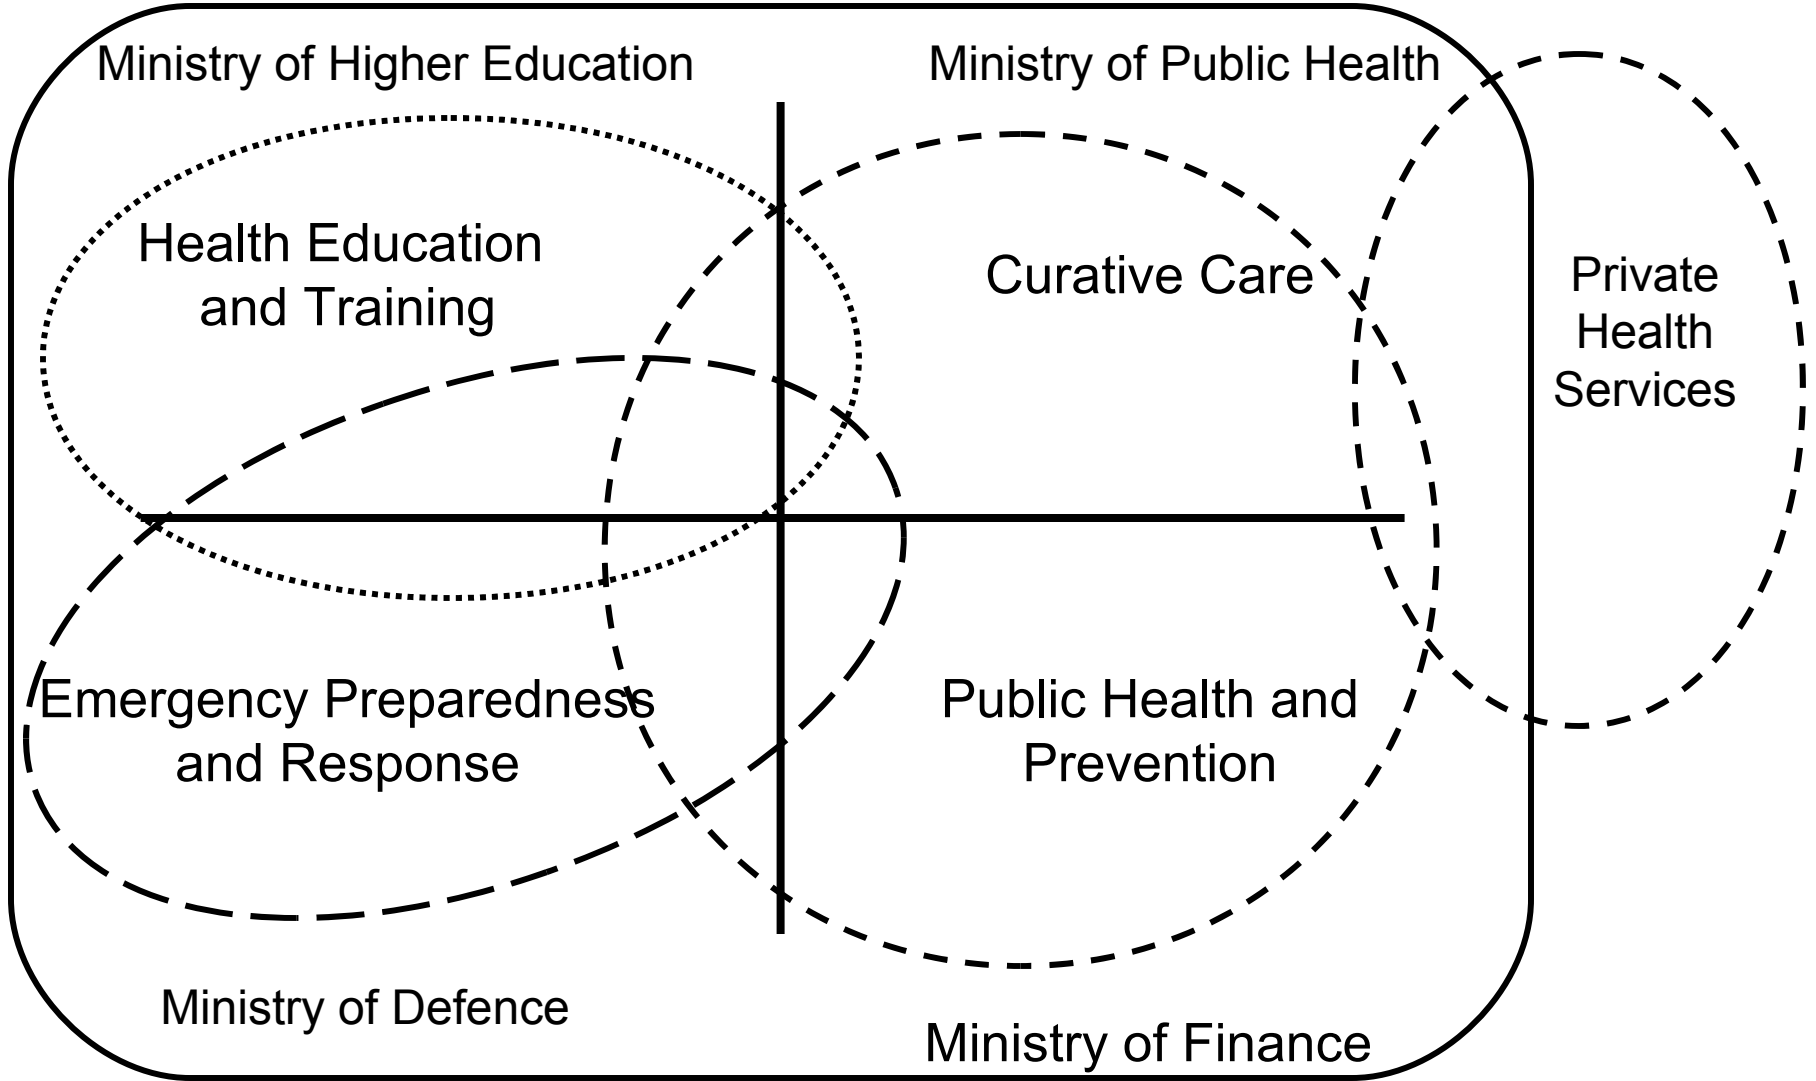 Ministry of Higher Education
Ministry of Public Health
Health Education
and Training
Curative Care
Private
Health
Services
Emergency Preparedness
and Response
Public Health and
Prevention
Ministry of Defence
Ministry of Finance